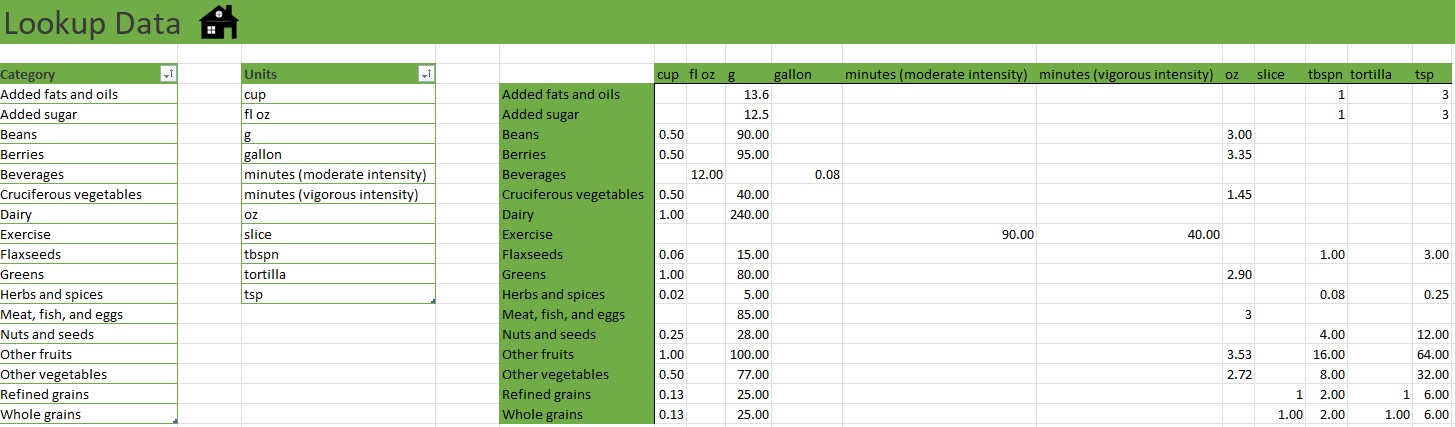 Lookup Data
Category Units cup fl oz g gallon minutes (moderate intensity) minutes (vigorous intensity) oz slice tbspn tortilla tsp
Added fats and oils cup Added fats and oils 13.6 1 3
Added sugar fl oz Added sugar 12.5 1 3
Beans g Beans 0.50 90.00 3.00
Berries gallon Berries 0.50 95.00 3.35
Beverages minutes (moderate intensity) Beverages 12.00 0.08
Cruciferous vegetables minutes (vigorous intensity) Cruciferous vegetables 0.50 40.00 1.45
Dairy oz Dairy 1.00 240.00
Exercise slice Exercise 90.00 40.00
Flaxseeds tbspn Flaxseeds 0.06 15.00 1.00 3.00
Greens tortilla Greens 1.00 80.00 2.90
Herbs and spices tsp Herbs and spices 0.02 5.00 0.08 0.25
Meat, fish, and eggs Meat, fish, and eggs 85.00 3
Nuts and seeds Nuts and seeds 0.25 28.00 4.00 12.00
Other fruits Other fruits 1.00 100.00 3.53 16.00 64.00
Other vegetables Other vegetables 0.50 77.00 2.72 8.00 32.00
Refined grains Refined grains 0.13 25.00 1 2.00 1 6.00
Whole grains Whole grains 0.13 25.00 1.00 2.00 1.00 6.00